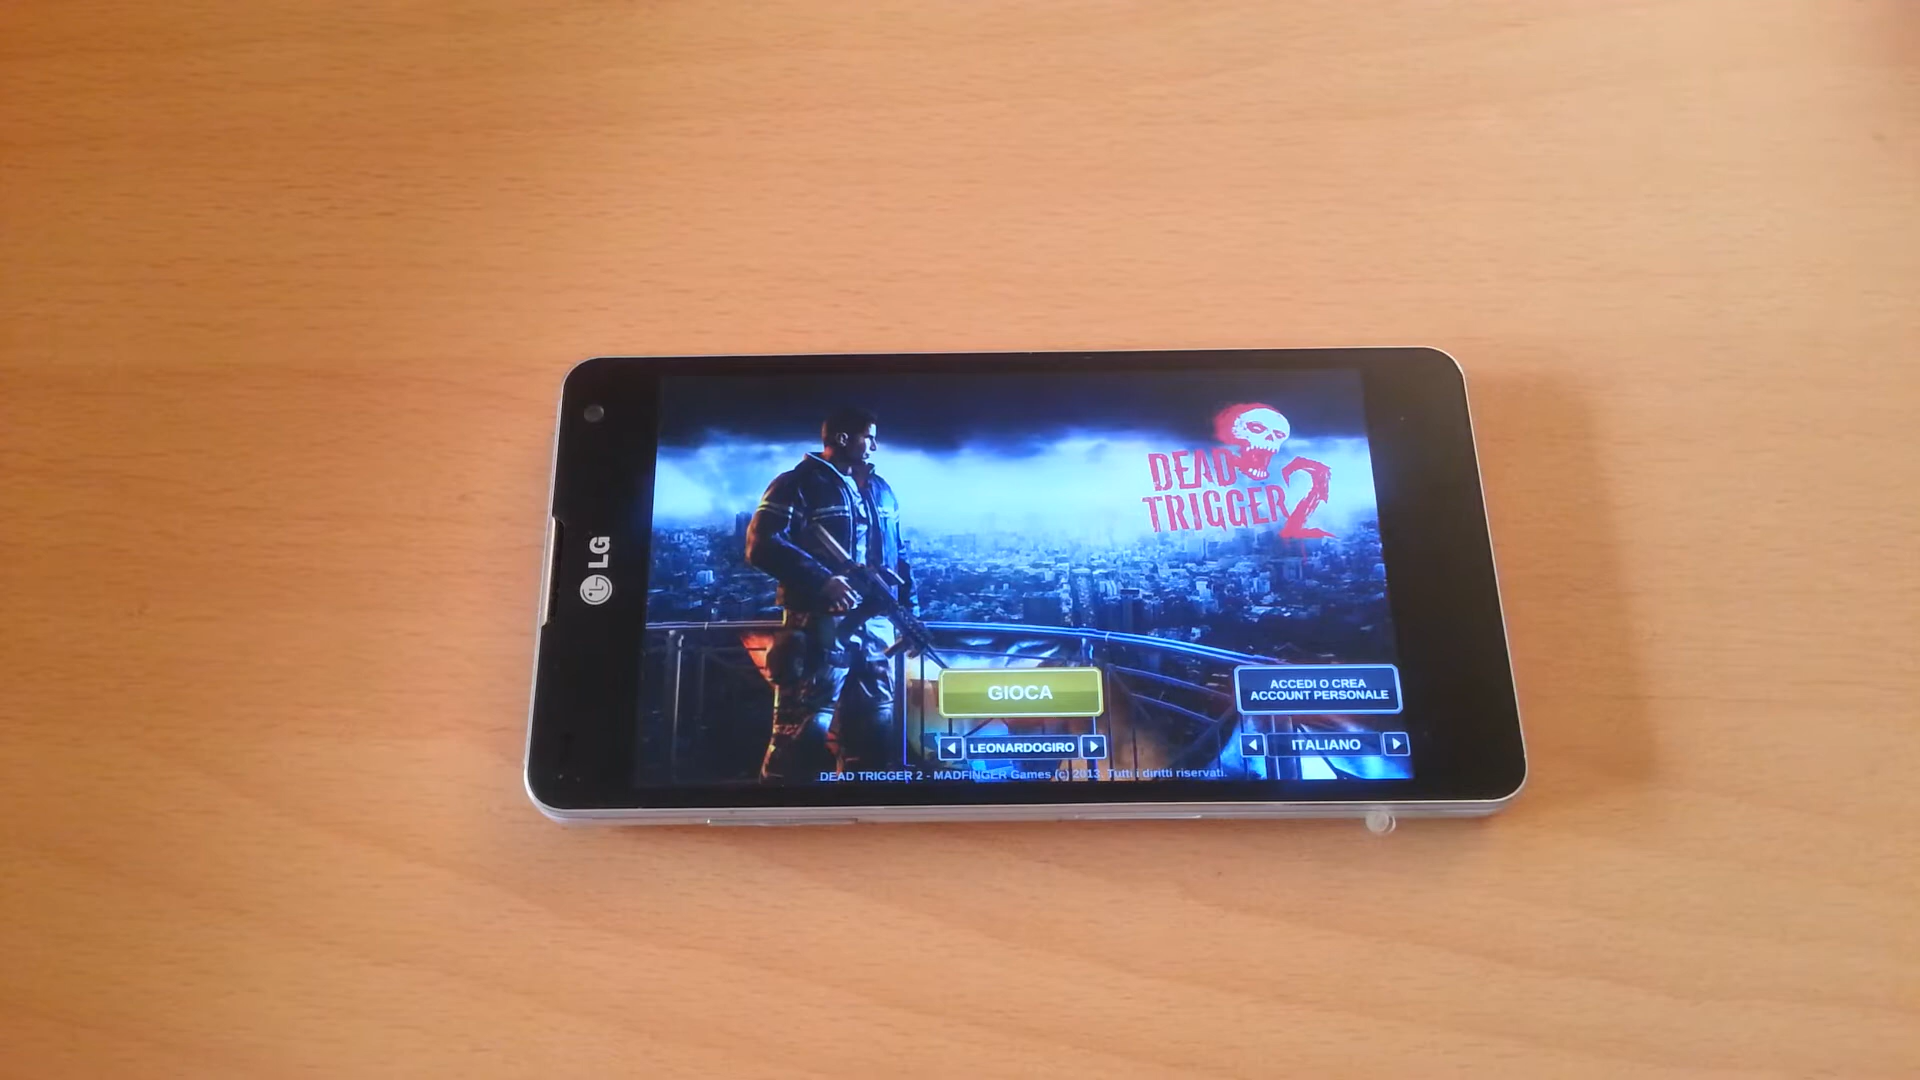 LG
DEAD
TRIGGER 2
GIOCA
ACCEDI O CREA
ACCOUNT PERSONALE
LEONARDOGIRO
ITALIANO
DEAD TRIGGER 2 - MADFINGER Games (c) 2013. Tutti i diritti riservati.